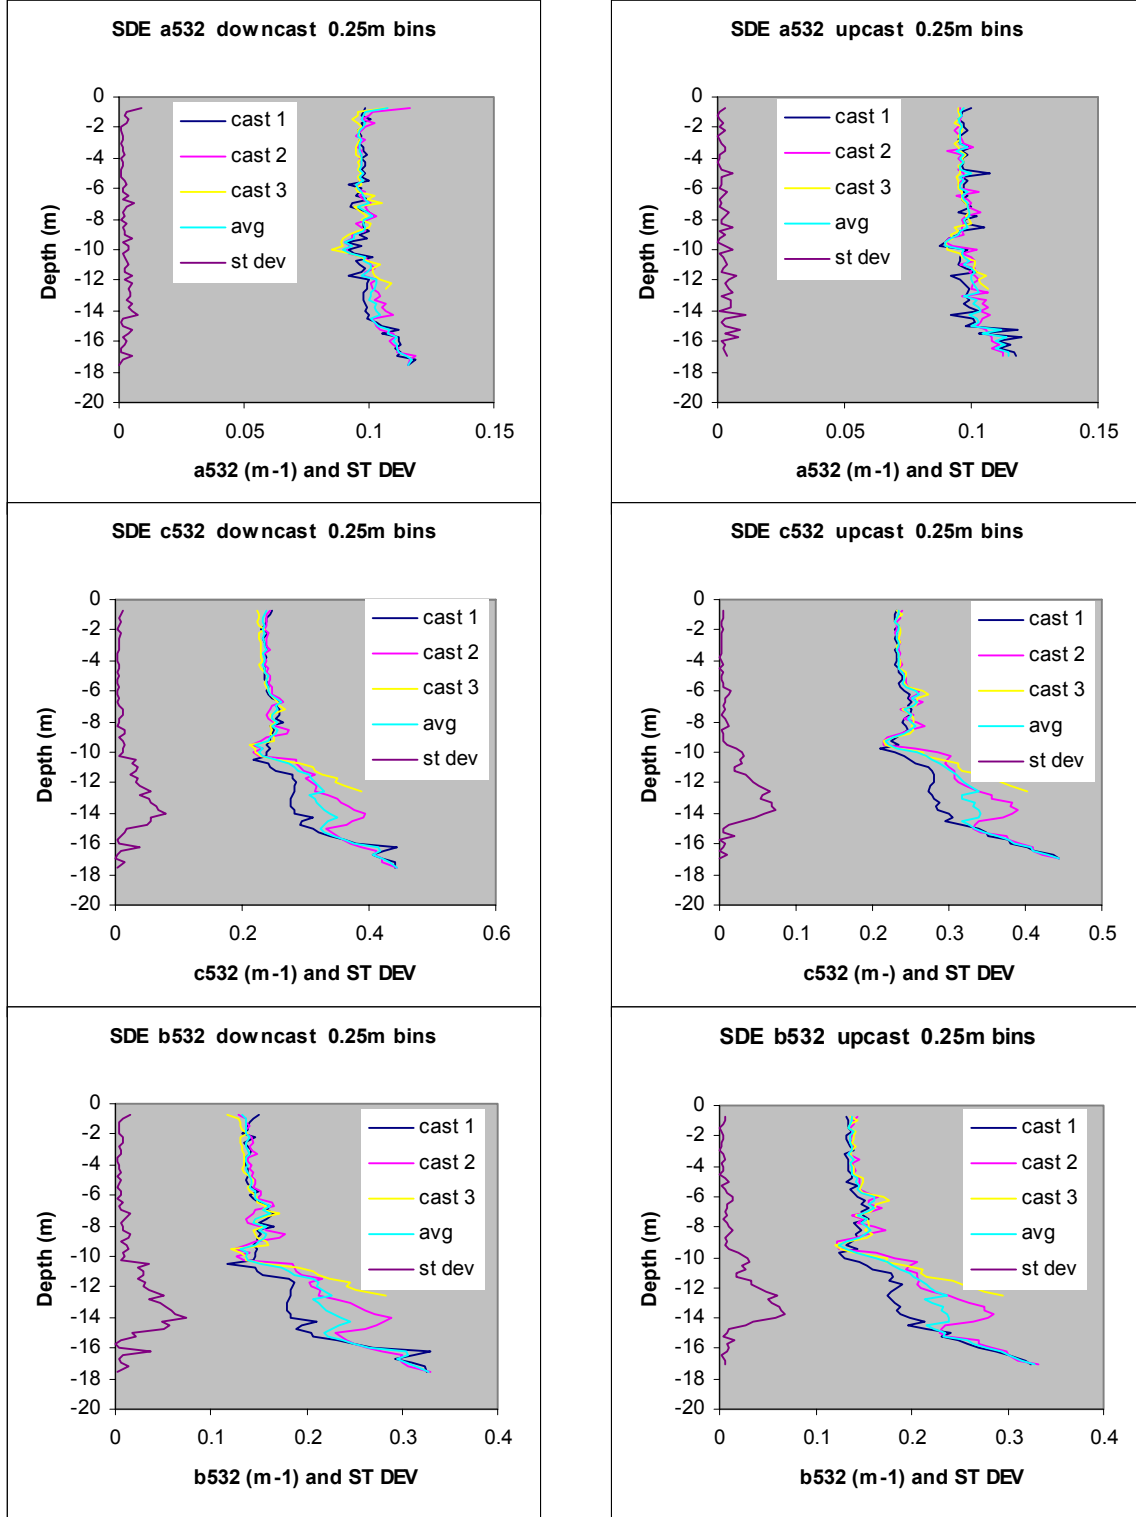 SDE a532 downcast 0.25m bins
0
-2
-4
-6
-8
-10
-12
-14
-16
-18
-20
Depth (m)
cast 1
cast 2
cast 3
avg
st dev
0 0.05 0.1 0.15
a532 (m-1) and ST DEV
SDE a532 upcast 0.25m bins
0
-2
-4
-6
-8
-10
-12
-14
-16
-18
-20
Depth (m)
cast 1
cast 2
cast 3
avg
st dev
0 0.05 0.1 0.15
a532 (m-1) and ST DEV
SDE c532 downcast 0.25m bins
0
-2
-4
-6
-8
-10
-12
-14
-16
-18
-20
Depth (m)
cast 1
cast 2
cast 3
avg
st dev
0 0.2 0.4 0.6
c532 (m-1) and ST DEV
SDE c532 upcast 0.25m bins
0
-2
-4
-6
-8
-10
-12
-14
-16
-18
-20
Depth (m)
cast 1
cast 2
cast 3
avg
st dev
0 0.1 0.2 0.3 0.4 0.5
c532 (m-) and ST DEV
SDE b532 downcast 0.25m bins
0
-2
-4
-6
-8
-10
-12
-14
-16
-18
-20
Depth (m)
cast 1
cast 2
cast 3
avg
st dev
0 0.1 0.2 0.3 0.4
b532 (m-1) and ST DEV
SDE b532 upcast 0.25m bins
0
-2
-4
-6
-8
-10
-12
-14
-16
-18
-20
Depth (m)
cast 1
cast 2
cast 3
avg
st dev
0 0.1 0.2 0.3 0.4
b532 (m-1) and ST DEV